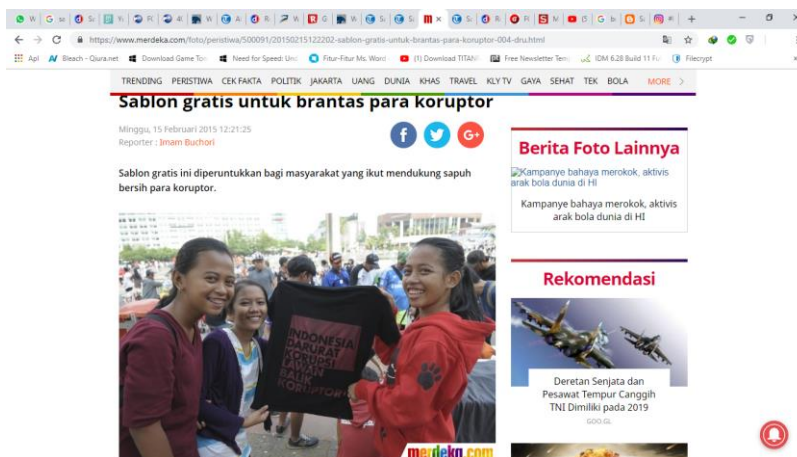 https://www.merdeka.com/foto/peristiwa/500091/20150215122202-sablon-gratis-untuk-brantas-para-koruptor-004-dru.html
Apl
Bleach - Qiura.net
Download Game Ton
Need for Speed: Und
Fitur-Fitur Ms. Word
(1) Download TITAN
Free Newsletter Tem
IDM 6.28 Build 11 Fu
Filecrypt
TRENDING PERISTIWA CEK FAKTA POLITIK JAKARTA UANG DUNIA KHAS TRAVEL KLY TV GAYA SEHAT TEK BOLA MORE >
Sablon gratis untuk brantas para koruptor
Minggu, 15 Februari 2015 12:21:25
Reporter : Imam Buchori
f
G+
Sablon gratis ini diperuntukkan bagi masyarakat yang ikut mendukung sapuh
bersih para koruptor.
INDONESIA
DARURAT
KORUPSI
LAWAN
BALIK
KORUPTOR
merdeka.com
Berita Foto Lainnya
Kampanye bahaya merokok, aktivis
arak bola dunia di HI
Kampanye bahaya merokok, aktivis
arak bola dunia di HI
Rekomendasi
Deretan Senjata dan
Pesawat Tempur Canggih
TNI Dimiliki pada 2019
GOO.GL